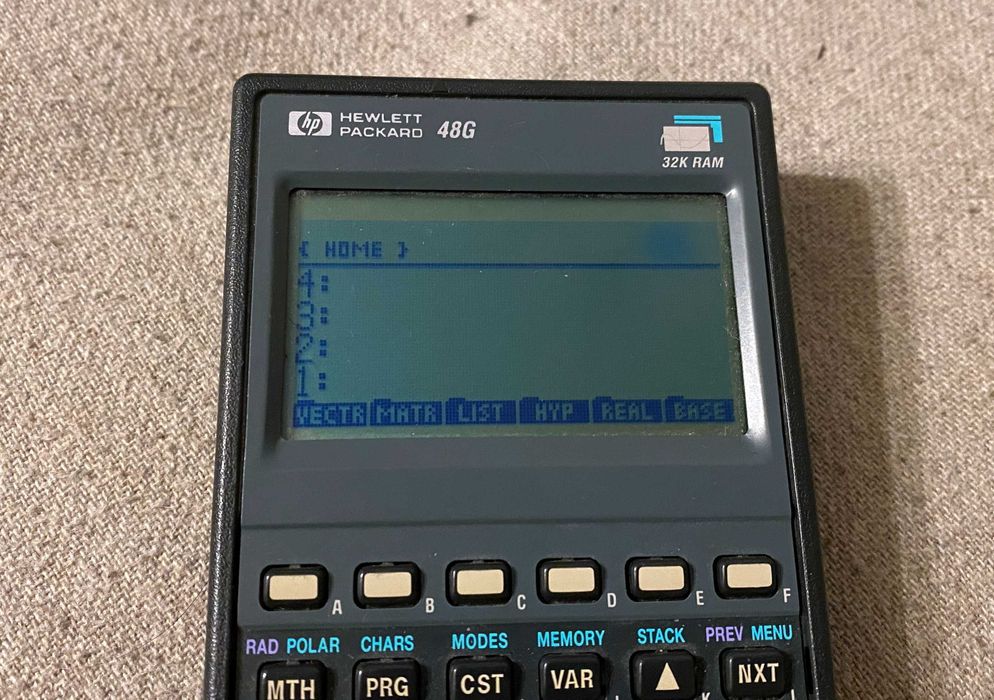 hp HEWLETT PACKARD 48G
32K RAM
{ HOME }
4:
3:
2:
1:
VECTR MATR LIST HYP REAL BASE
A B C D E F
RAD POLAR CHARS MODES MEMORY STACK PREV MENU
MTH PRG CST VAR ▲ NXT
K